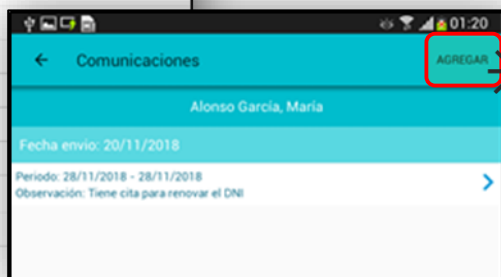 01:20
Comunicaciones
AGREGAR
Alonso García, María
Fecha envio: 20/11/2018
Periodo: 28/11/2018 - 28/11/2018
Observación: Tiene cita para renovar el DNI